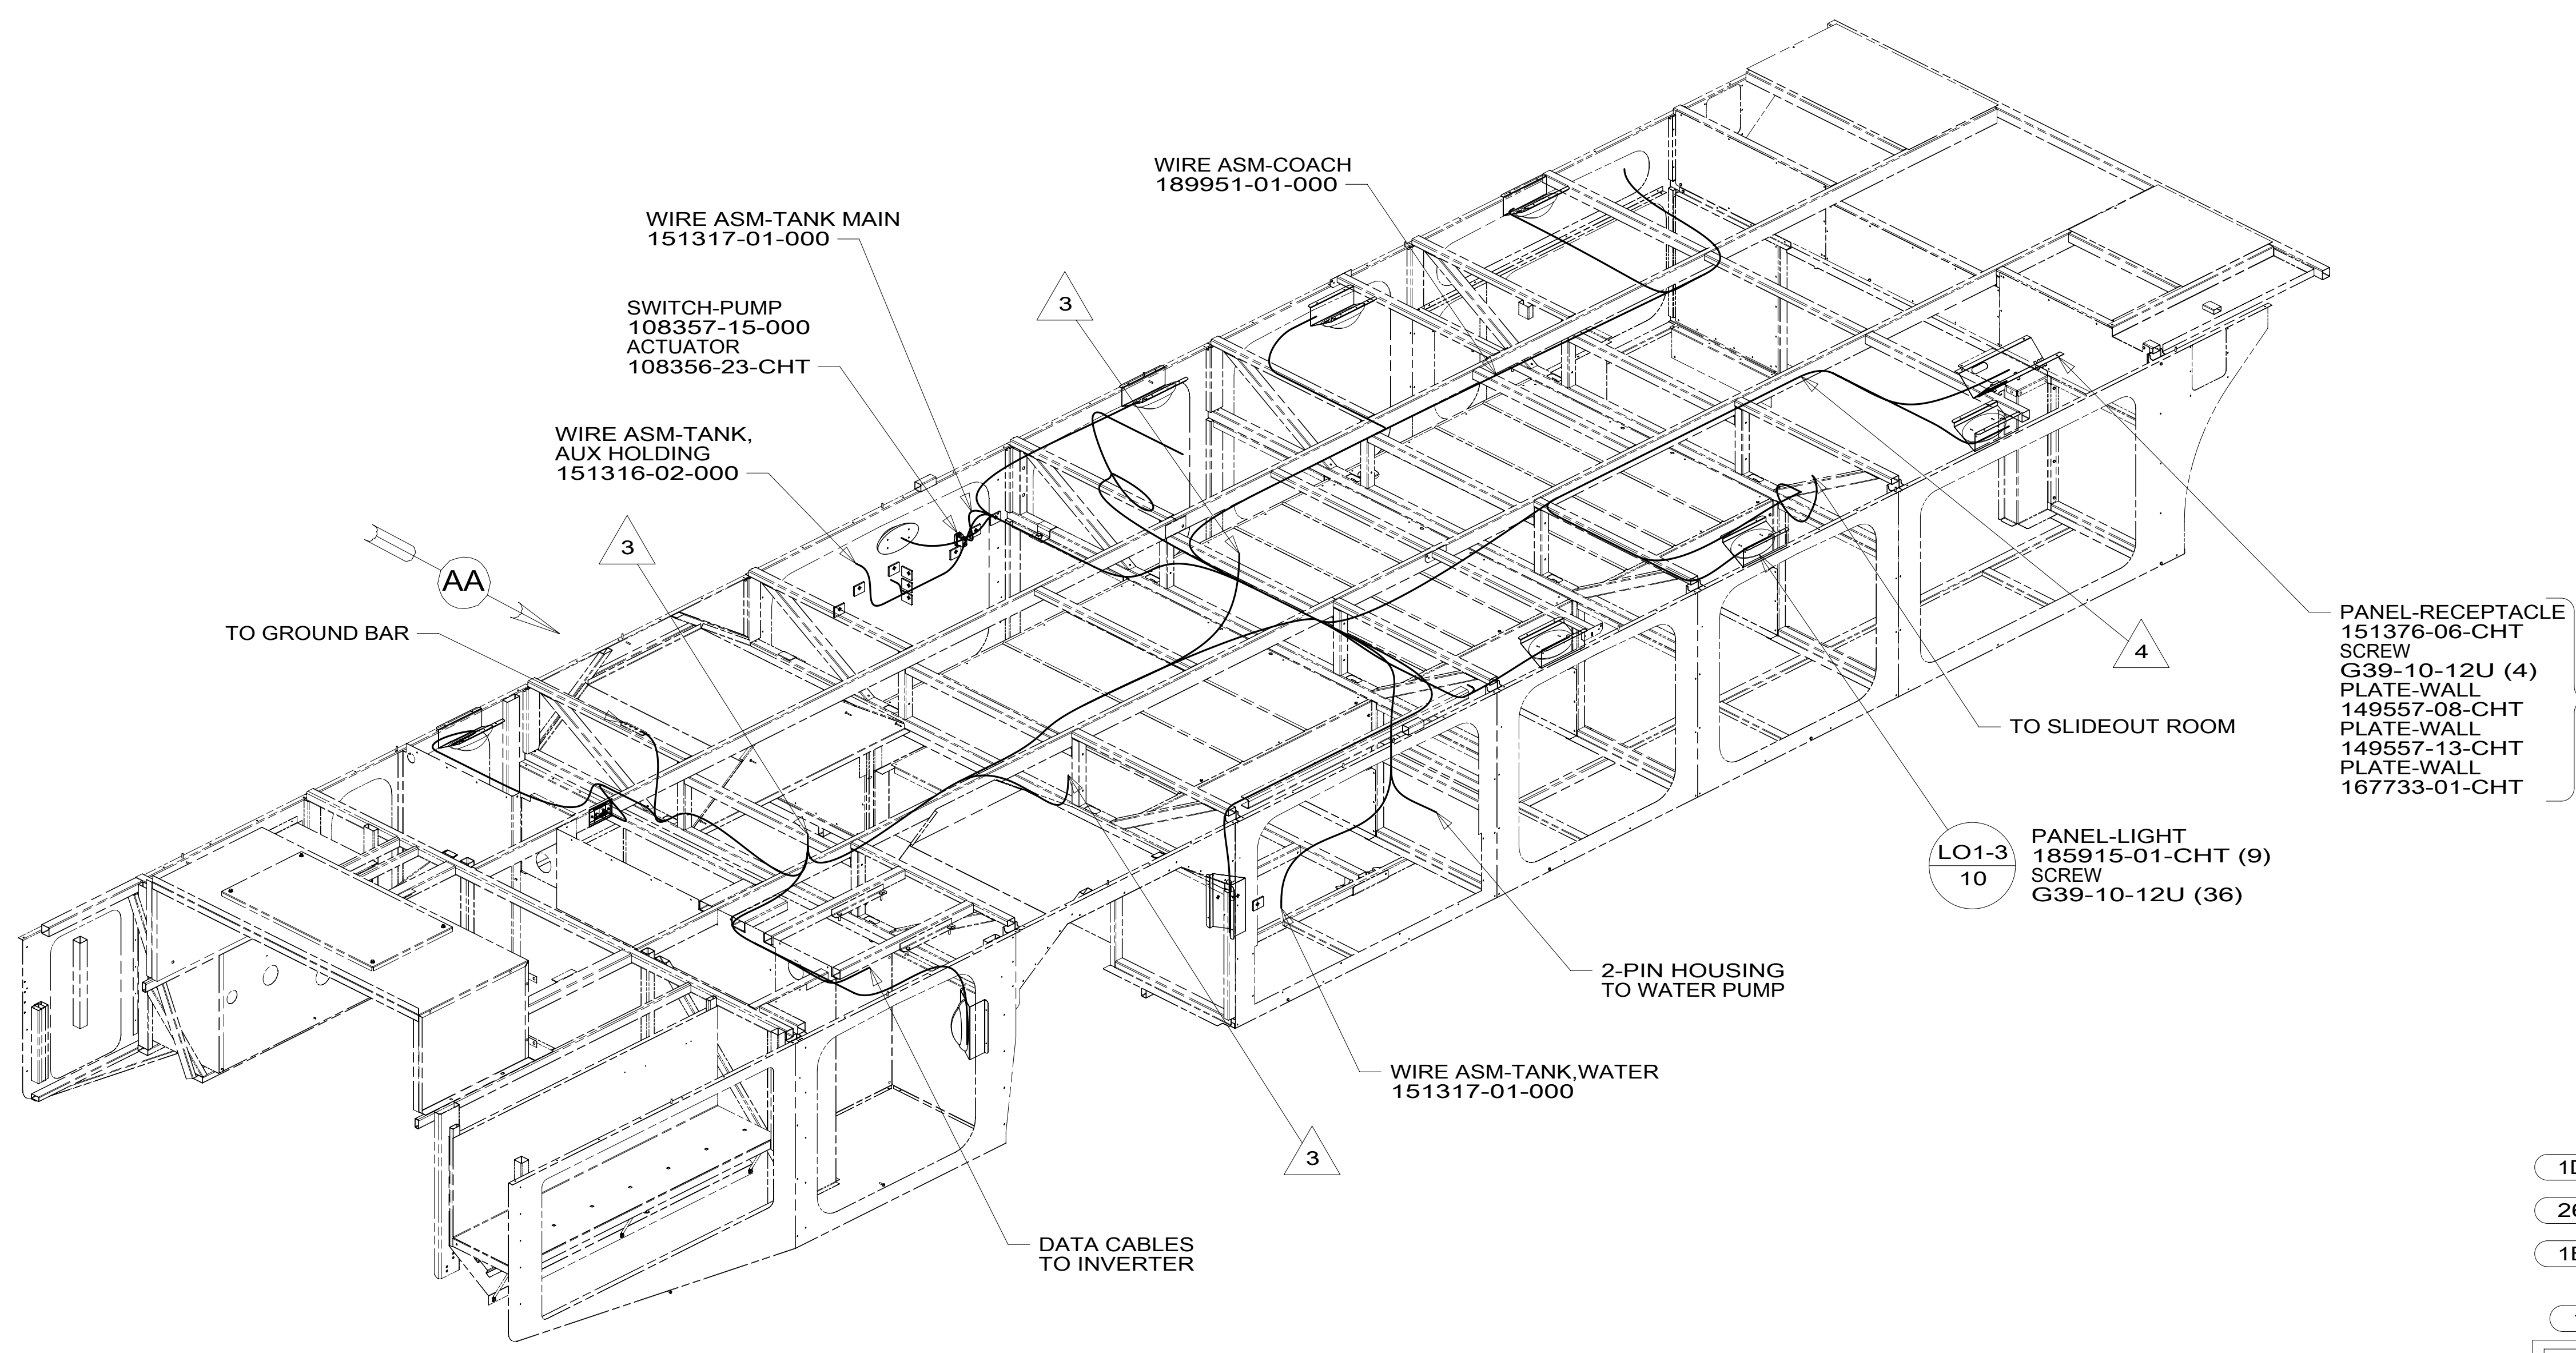 WIRE ASM-COACH
189951-01-000
WIRE ASM-TANK MAIN
151317-01-000
3
SWITCH-PUMP
108357-15-000
ACTUATOR
108356-23-CHT
WIRE ASM-TANK,
AUX HOLDING
151316-02-000
3
AA
TO GROUND BAR
PANEL-RECEPTACLE
151376-06-CHT
SCREW
G39-10-12U (4)
PLATE-WALL
149557-08-CHT
PLATE-WALL
149557-13-CHT
PLATE-WALL
167733-01-CHT
4
TO SLIDEOUT ROOM
LO1-3
10
PANEL-LIGHT
185915-01-CHT (9)
SCREW
G39-10-12U (36)
2-PIN HOUSING
TO WATER PUMP
WIRE ASM-TANK,WATER
151317-01-000
3
DATA CABLES
TO INVERTER